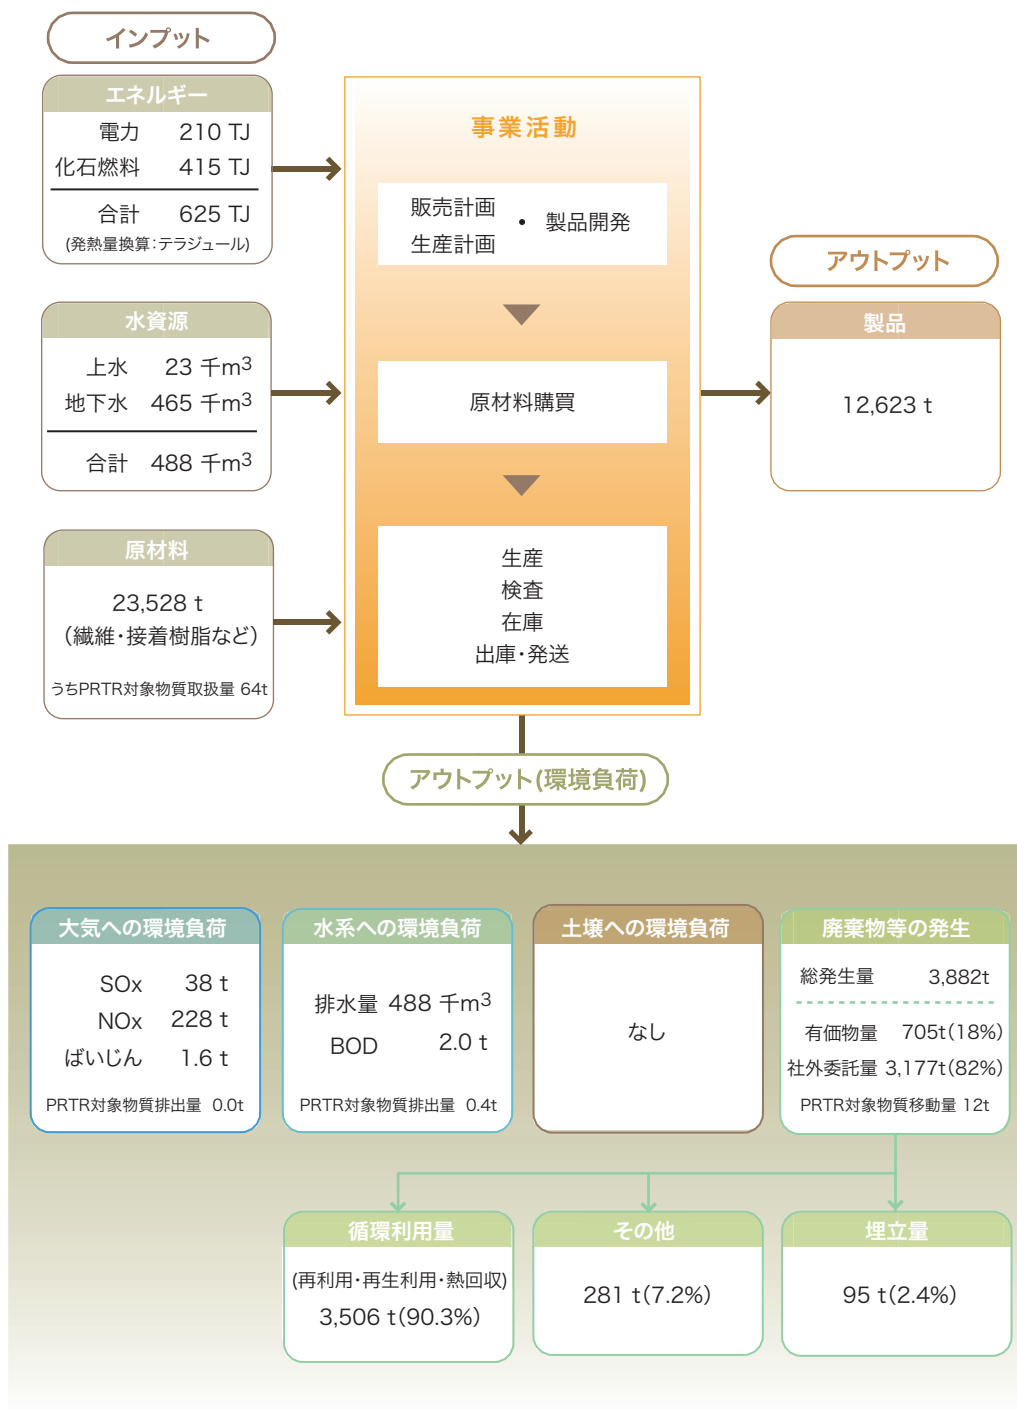 インプット
エネルギー
電力 210 TJ
化石燃料 415 TJ
合計 625 TJ
(発熱量換算:テラジュール)
水資源
上水 23 千m³
地下水 465 千m³
合計 488 千m³
原材料
23,528 t
(繊維・接着樹脂など)
うちPRTR対象物質取扱量 64t
事業活動
販売計画
生産計画
・ 製品開発
原材料購買
生産
検査
在庫
出庫・発送
アウトプット
製品
12,623 t
アウトプット(環境負荷)
大気への環境負荷
SOx 38 t
NOx 228 t
ばいじん 1.6 t
PRTR対象物質排出量 0.0t
水系への環境負荷
排水量 488 千m³
BOD 2.0 t
PRTR対象物質排出量 0.4t
土壌への環境負荷
なし
廃棄物等の発生
総発生量 3,882t
有価物量 705t(18%)
社外委託量 3,177t(82%)
PRTR対象物質移動量 12t
循環利用量
(再利用・再生利用・熱回収)
3,506 t(90.3%)
その他
281 t(7.2%)
埋立量
95 t(2.4%)